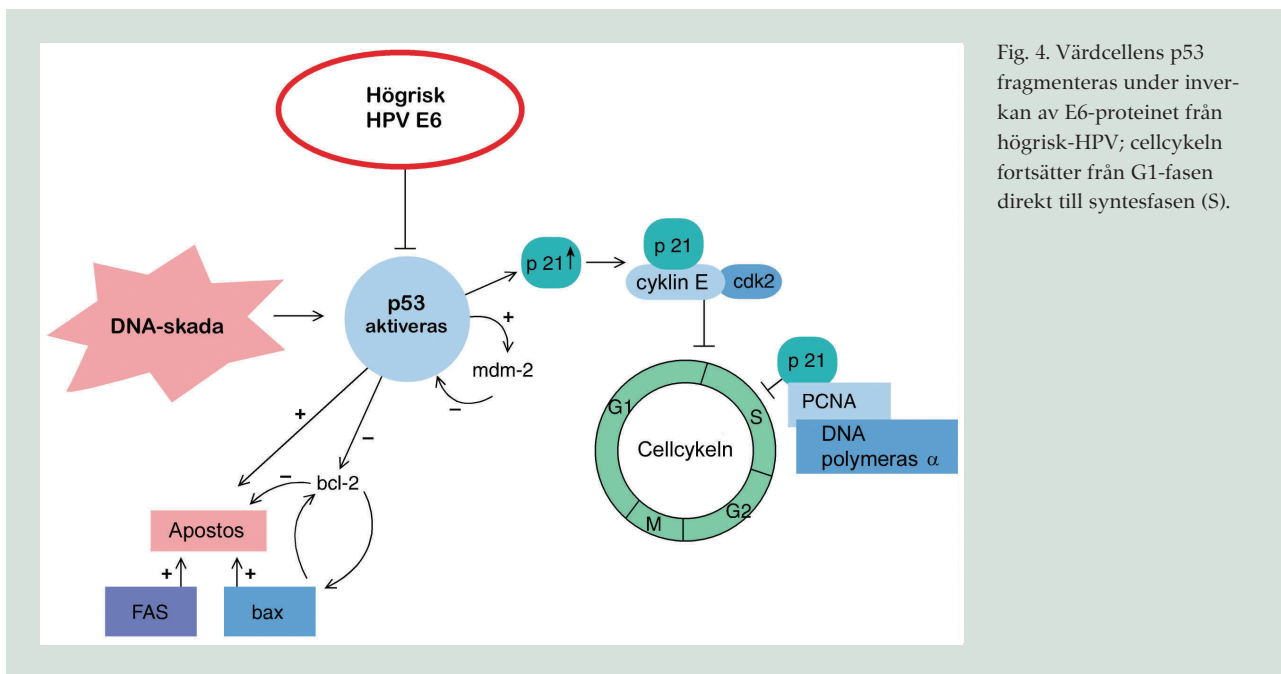 Högrisk
HPV E6
DNA-skada
p53
aktiveras
+
mdm-2
–
p 21
p 21
cyklin E
cdk2
p 21
PCNA
DNA
polymeras α
G1
S
G2
M
Cellcykeln
+
–
bcl-2
–
Apostos
+
+
FAS
bax
Fig. 4. Värdcellens p53
fragmenteras under inver-
kan av E6-proteinet från
högrisk-HPV; cellcykeln
fortsätter från G1-fasen
direkt till syntesfasen (S).